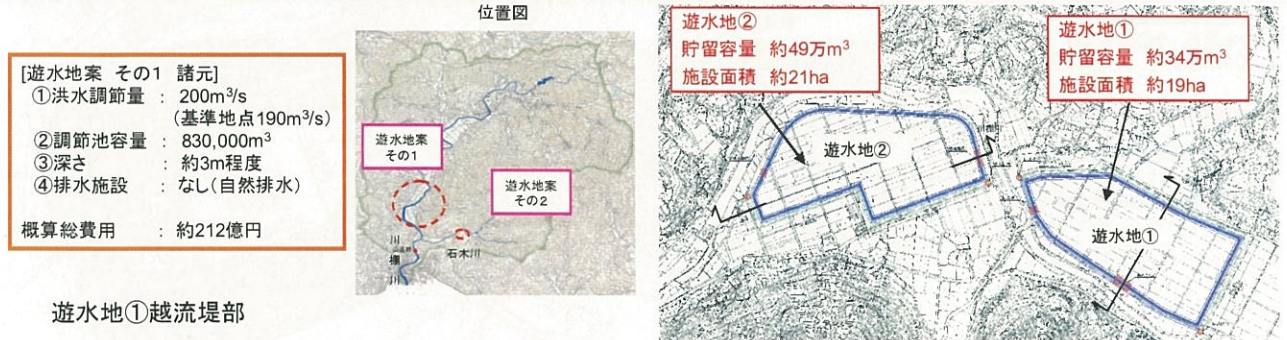 位置図
[遊水地案 その1 諸元]
①洪水調節量 : 200m³/s
(基準地点190m³/s)
②調節池容量 : 830,000m³
③深さ : 約3m程度
④排水施設 : なし(自然排水)
概算総費用 : 約212億円
遊水地①越流堤部
遊水地案
その1
遊水地案
その2
石木川
川棚川
遊水地②
貯留容量 約49万m³
施設面積 約21ha
遊水地①
貯留容量 約34万m³
施設面積 約19ha
遊水地②
遊水地①